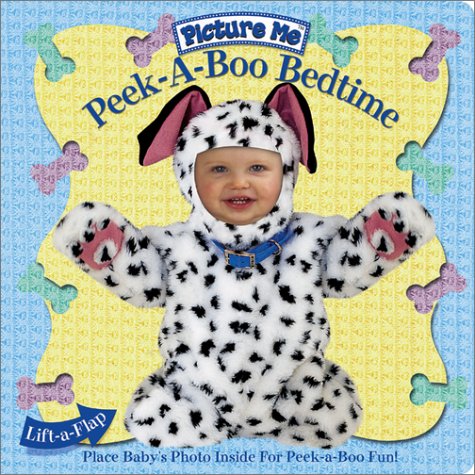 Picture Me
Peek-A-Boo Bedtime
Lift-a-Flap
Place Baby's Photo Inside For Peek-a-Boo Fun!